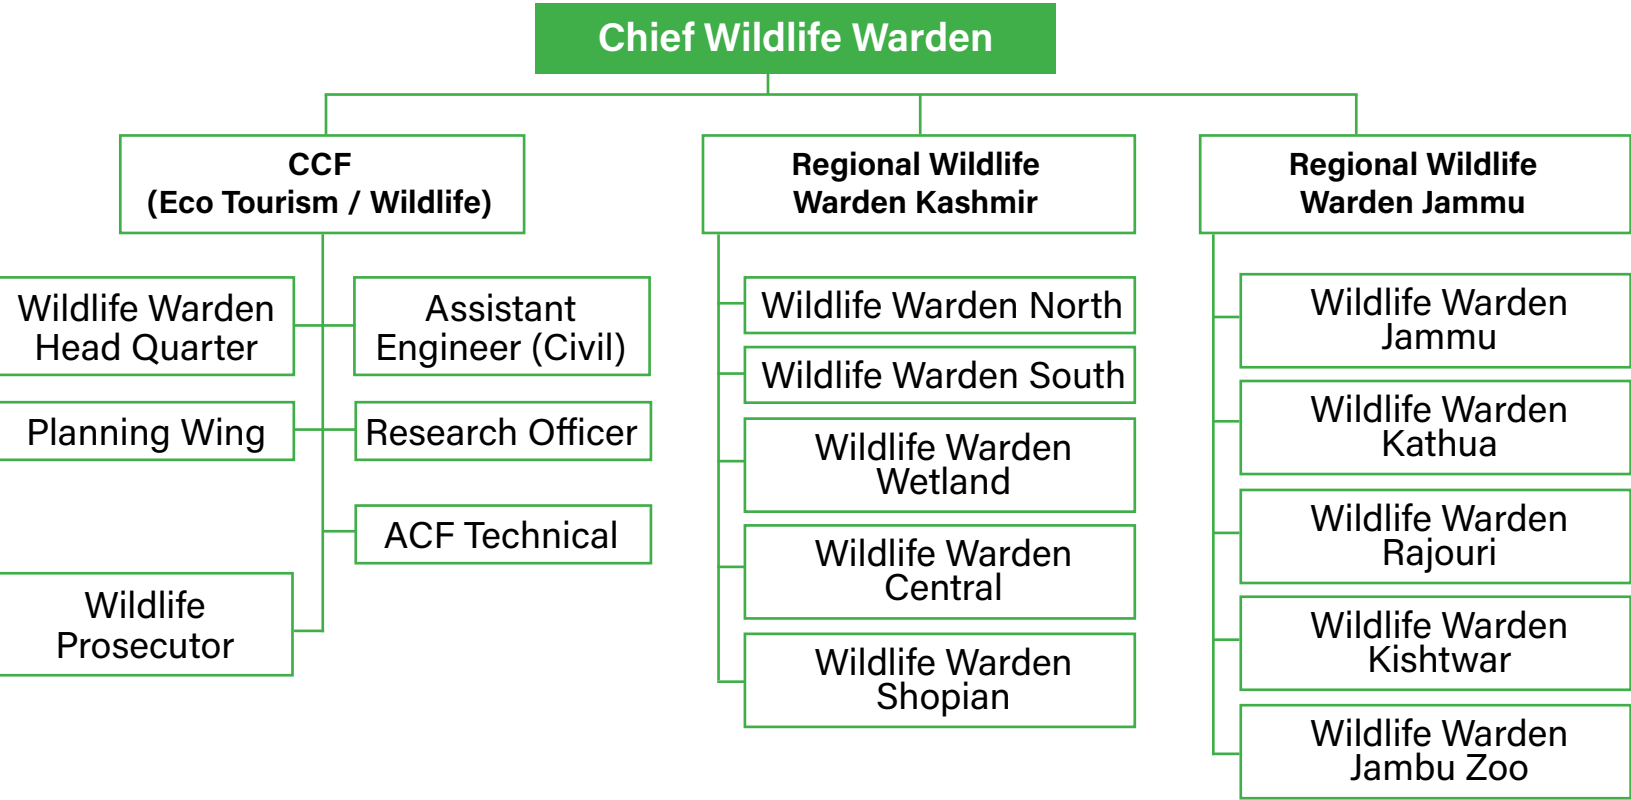 Chief Wildlife Warden
CCF
(Eco Tourism / Wildlife)
Wildlife Warden
Head Quarter
Assistant
Engineer (Civil)
Planning Wing
Research Officer
ACF Technical
Wildlife
Prosecutor
Regional Wildlife
Warden Kashmir
Wildlife Warden North
Wildlife Warden South
Wildlife Warden
Wetland
Wildlife Warden
Central
Wildlife Warden
Shopian
Regional Wildlife
Warden Jammu
Wildlife Warden
Jammu
Wildlife Warden
Kathua
Wildlife Warden
Rajouri
Wildlife Warden
Kishtwar
Wildlife Warden
Jambu Zoo